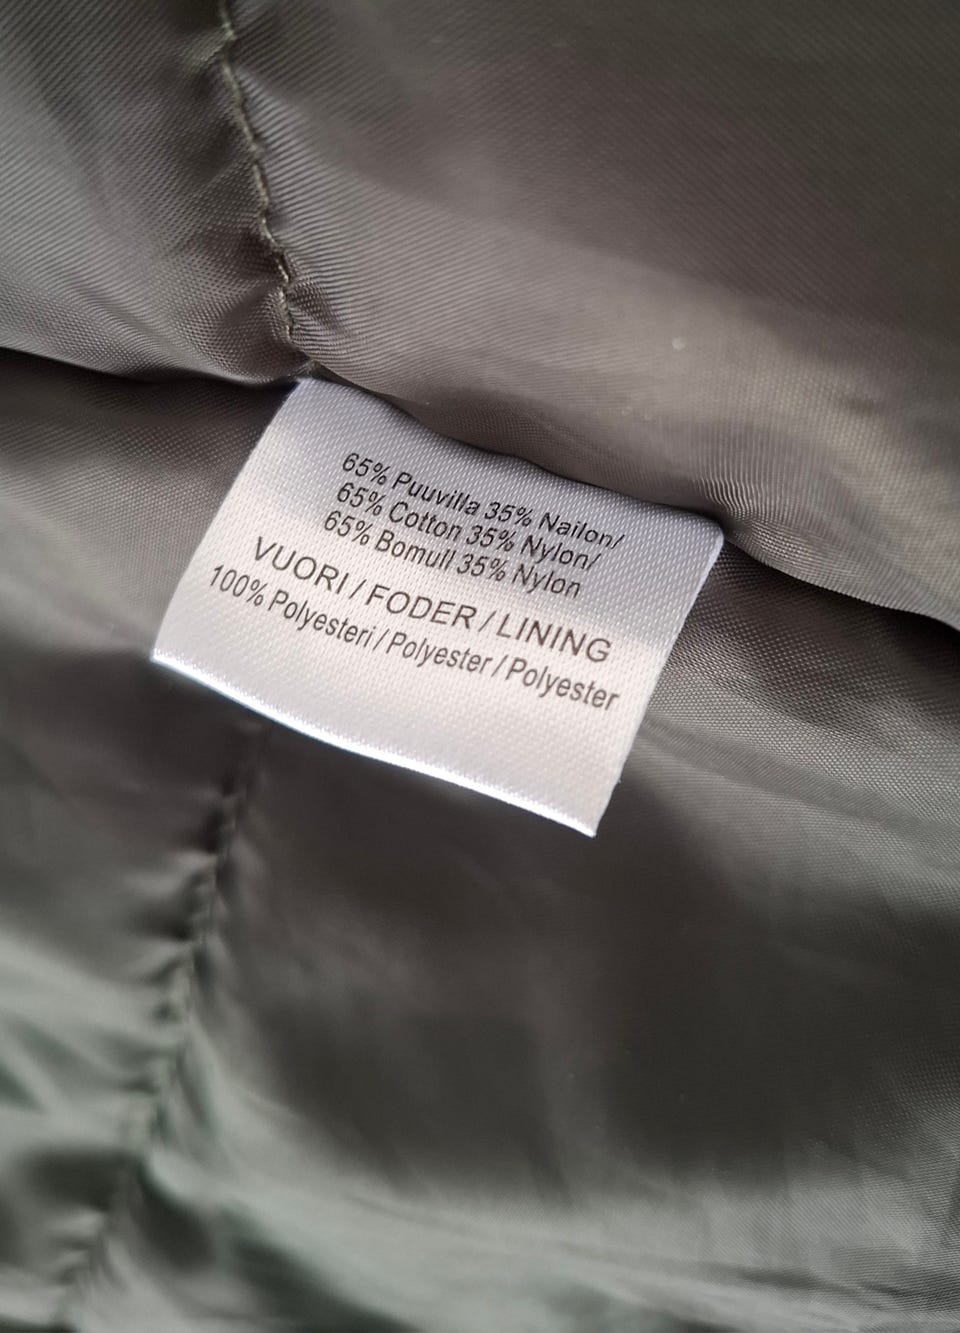 65% Puuvilla 35% Nailon/
65% Cotton 35% Nylon/
65% Bomull 35% Nylon
VUORI / FODER / LINING
100% Polyesteri / Polyester / Polyester